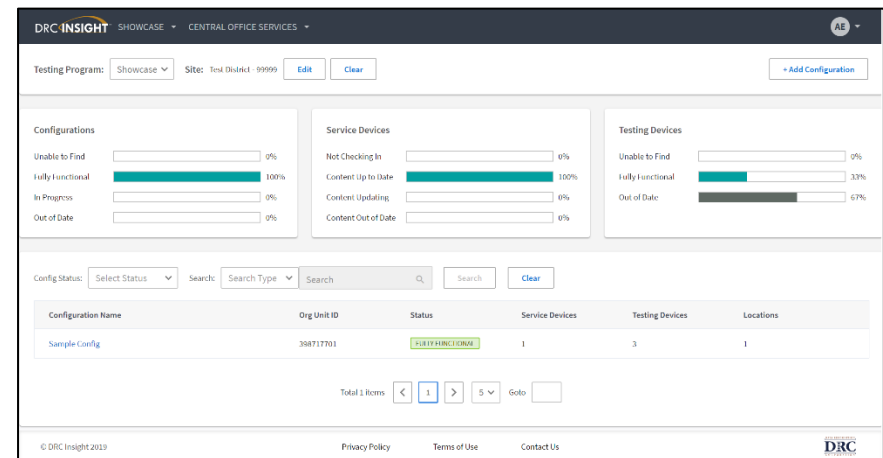 DRC INSIGHT SHOWCASE CENTRAL OFFICE SERVICES AE
Testing Program: Showcase Site: Test District - 99999 Edit Clear + Add Configuration
Configurations Service Devices Testing Devices
Unable to Find 0% Not Checking In 0% Unable to Find 0%
Fully Functional 100% Content Up to Date 100% Fully Functional 33%
In Progress 0% Content Updating 0% Out of Date 67%
Out of Date 0% Content Out of Date 0%
Config Status: Select Status Search: Search Type Search Search Clear
Configuration Name Org Unit ID Status Service Devices Testing Devices Locations
Sample Config 398717701 FULLY FUNCTIONAL 1 3 1
Total 1 items < 1 > 5 Goto
© DRC Insight 2019 Privacy Policy Terms of Use Contact Us DRC